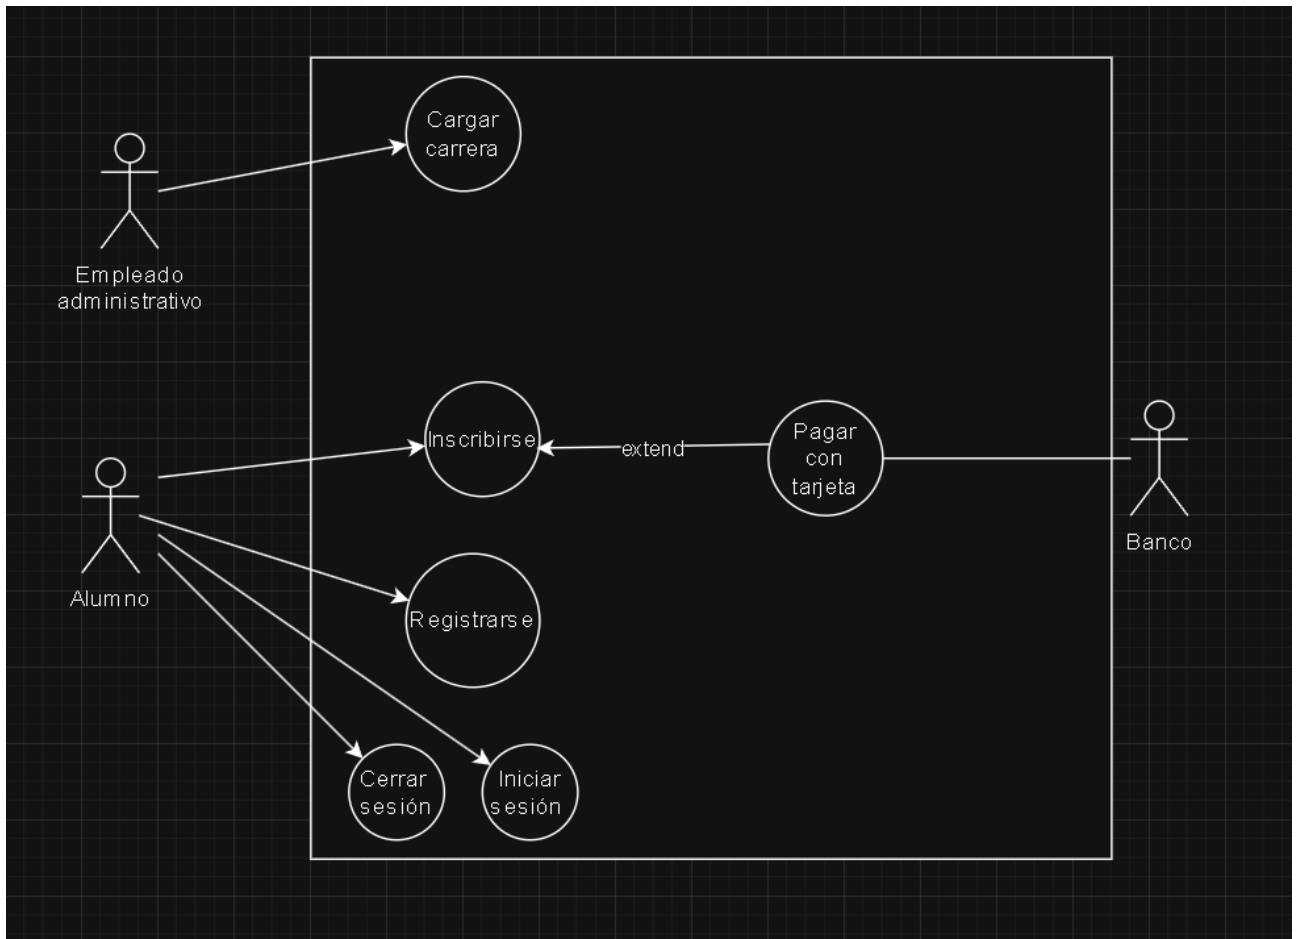 Cargar
carrera
Empleado
administrativo
Inscribirse
extend
Pagar
con
tarjeta
Banco
Alumno
Registrarse
Cerrar
sesión
Iniciar
sesión